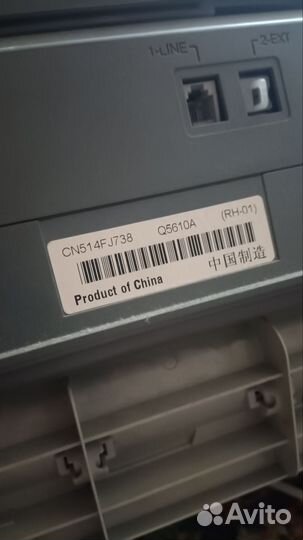 1-LINE 2-EXT
CN514FJ738 Q5610A (RH-01)
Product of China 中国制造
Avito